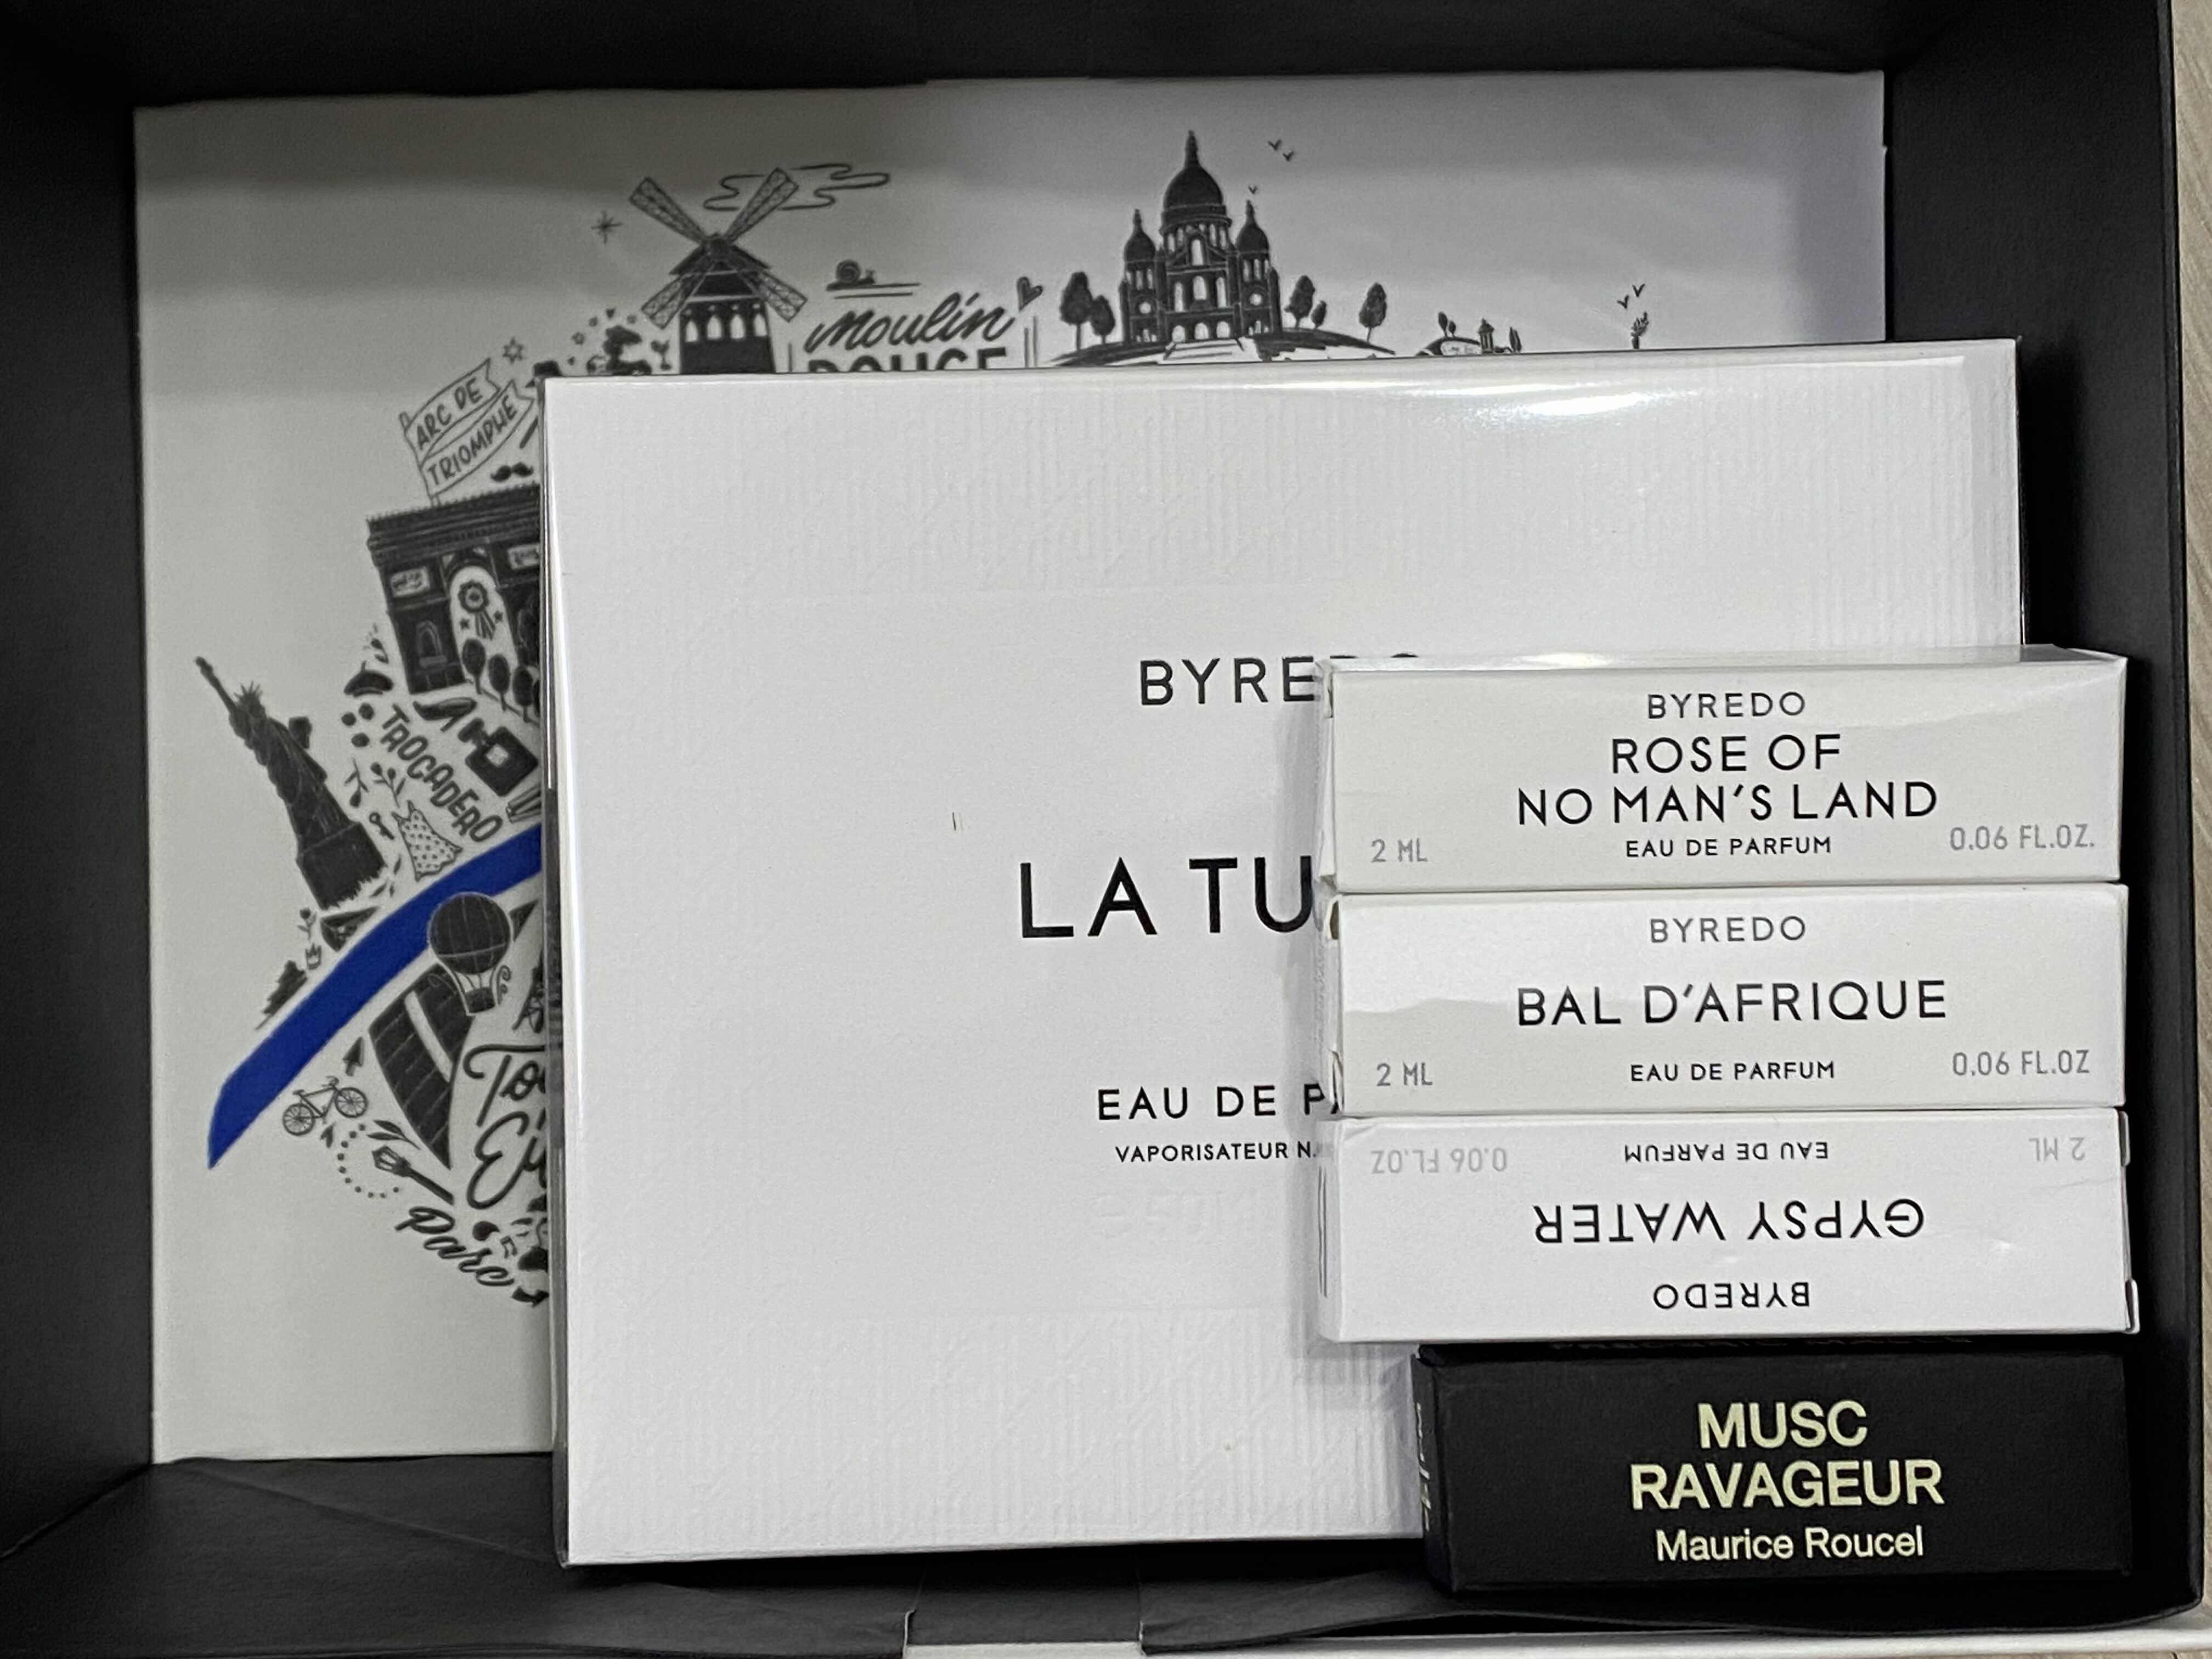 Moulin
ROUGE
ARC DE
TRIOMPHE
TROCADERO
Parc
BYRE
LA TU
EAU DE P
VAPORISATEUR N
BYREDO
ROSE OF
NO MAN'S LAND
2 ML
EAU DE PARFUM
0.06 FL.OZ.
BYREDO
BAL D'AFRIQUE
2 ML
EAU DE PARFUM
0.06 FL.OZ
BYREDO
GYPSY WATER
2 ML
EAU DE PARFUM
0.06 FL.OZ
MUSC
RAVAGEUR
Maurice Roucel